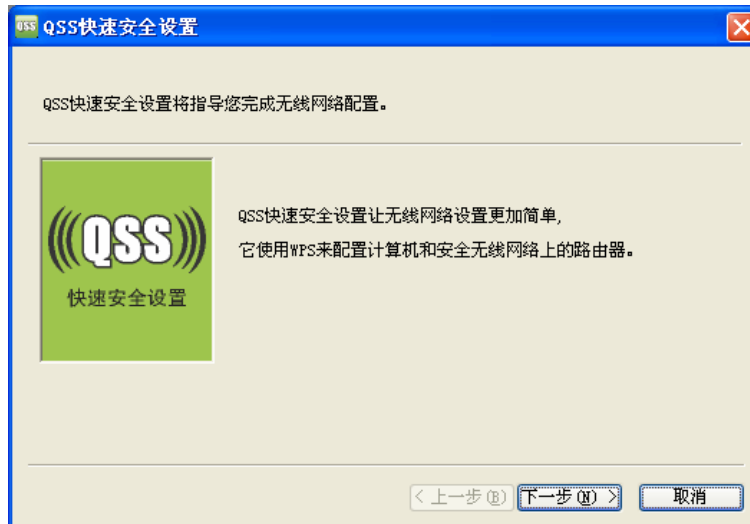 QSS QSS快速安全设置
QSS快速安全设置将指导您完成无线网络配置。
(((QSS)))
快速安全设置
QSS快速安全设置让无线网络设置更加简单,
它使用WPS来配置计算机和安全无线网络上的路由器。
< 上一步(B) 下一步(N) > 取消